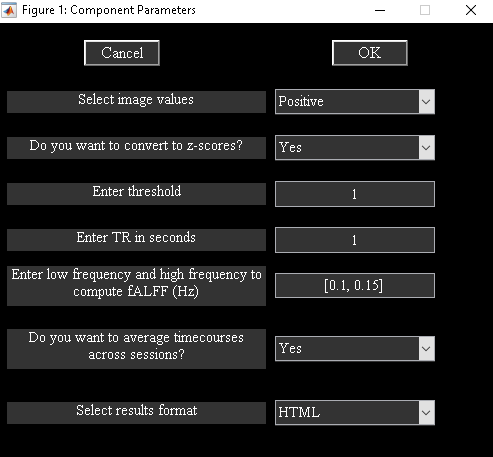 Figure 1: Component Parameters
Cancel
OK
Select image values
Positive
Do you want to convert to z-scores?
Yes
Enter threshold
1
Enter TR in seconds
1
Enter low frequency and high frequency to
compute fALFF (Hz)
[0.1, 0.15]
Do you want to average timecourses
across sessions?
Yes
Select results format
HTML